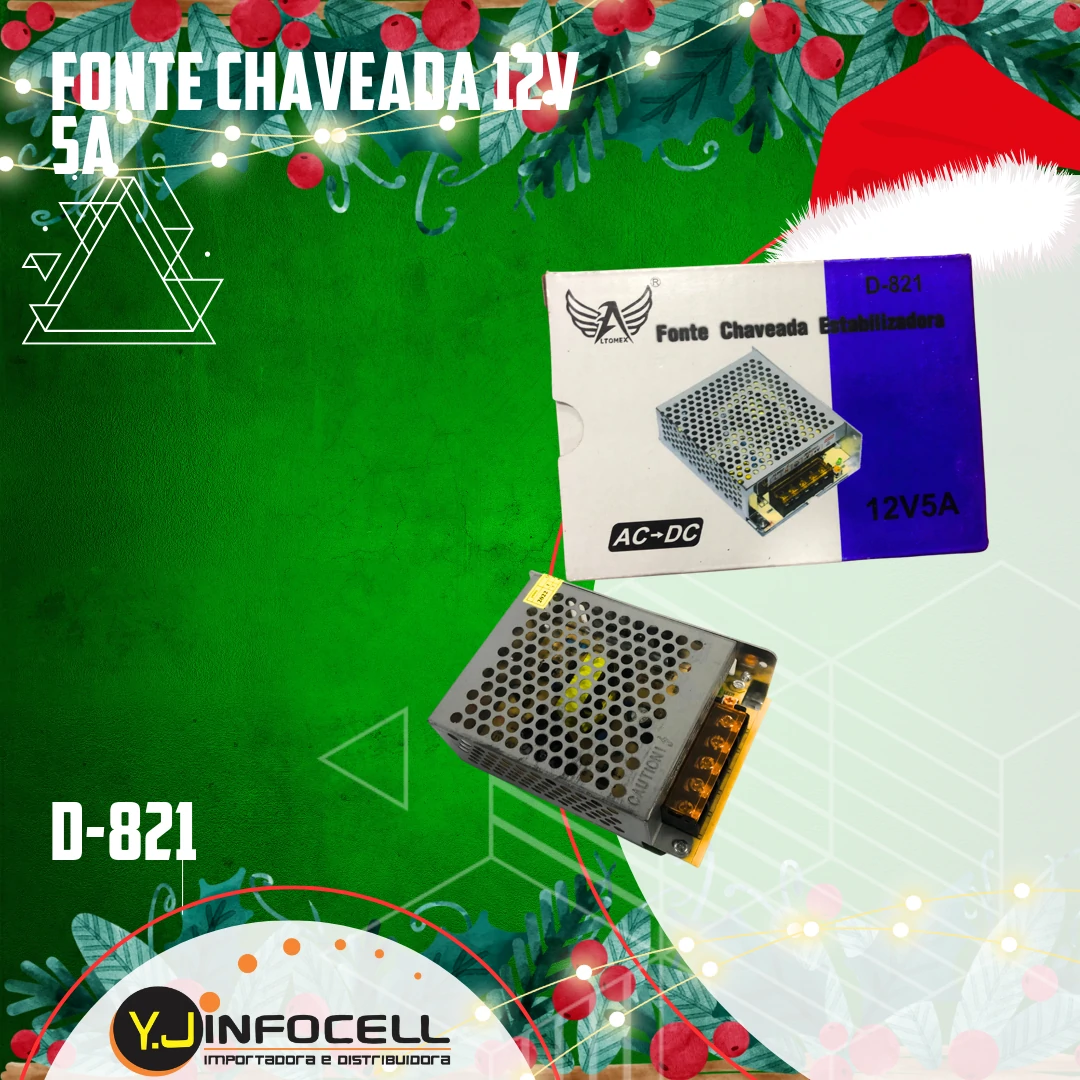 FONTE CHAVEADA 12V
5A
D-821
ALTOMEX
®
Fonte Chaveada Estabilizadora
12V5A
AC→DC
CAUTION!
D-821
Y.J INFOCELL
IMPORTADORA E DISTRIBUIDORA